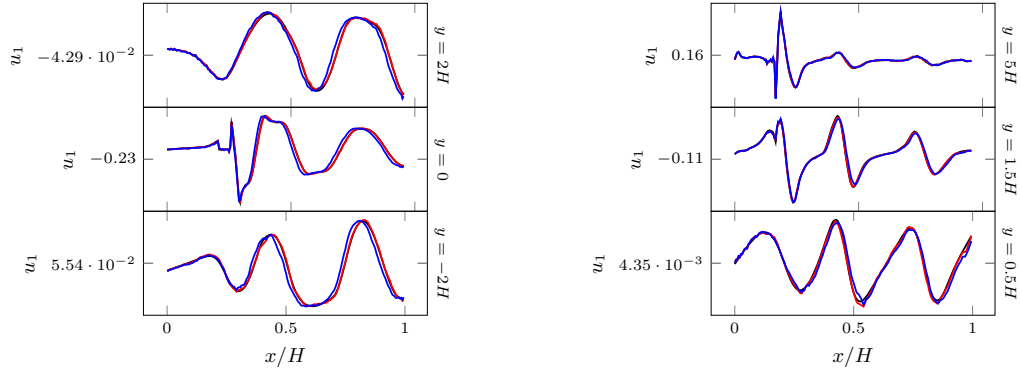 u₁
−4.29 · 10⁻²
y = 2H
u₁
−0.23
y = 0
u₁
5.54 · 10⁻²
y = −2H
0
0.5
1
x/H
u₁
0.16
y = 5H
u₁
−0.11
y = 1.5H
u₁
4.35 · 10⁻³
y = 0.5H
0
0.5
1
x/H